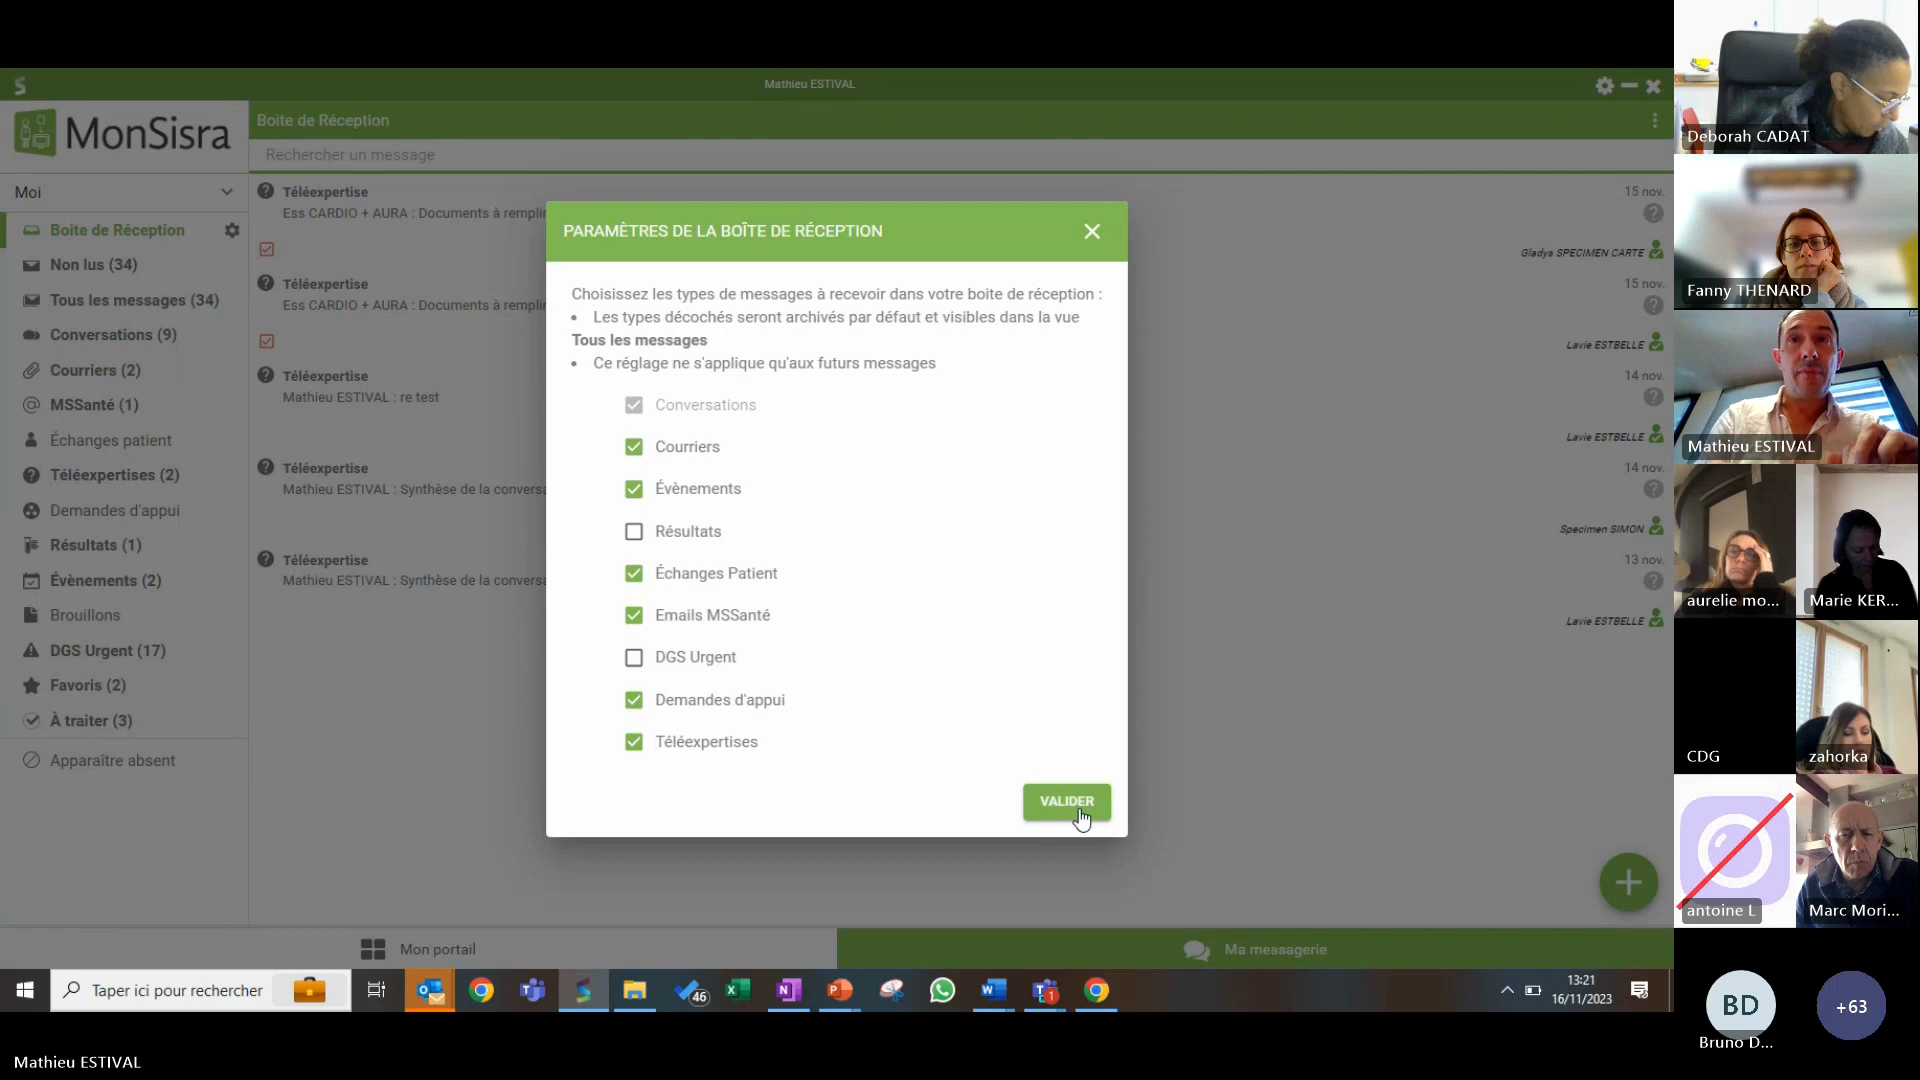 Mathieu ESTIVAL
MonSisra
Boite de Réception
Rechercher un message
Moi
Boite de Réception
Non lus (34)
Tous les messages (34)
Conversations (9)
Courriers (2)
MSSanté (1)
Échanges patient
Téléexpertises (2)
Demandes d'appui
Résultats (1)
Évènements (2)
Brouillons
DGS Urgent (17)
Favoris (2)
À traiter (3)
Apparaître absent
Téléexpertise
15 nov.
Ess CARDIO + AURA : Documents à remplir
Gladys SPECIMEN CARTE
Téléexpertise
15 nov.
Ess CARDIO + AURA : Documents à remplir
Lavie ESTBELLE
Téléexpertise
14 nov.
Mathieu ESTIVAL : re test
Lavie ESTBELLE
Téléexpertise
14 nov.
Mathieu ESTIVAL : Synthèse de la conversa
Specimen SIMON
Téléexpertise
13 nov.
Mathieu ESTIVAL : Synthèse de la conversa
Lavie ESTBELLE
PARAMÈTRES DE LA BOÎTE DE RÉCEPTION
Choisissez les types de messages à recevoir dans votre boite de réception :
• Les types décochés seront archivés par défaut et visibles dans la vue
Tous les messages
• Ce réglage ne s'applique qu'aux futurs messages
Conversations
Courriers
Évènements
Résultats
Échanges Patient
Emails MSSanté
DGS Urgent
Demandes d'appui
Téléexpertises
VALIDER
Mon portail
Ma messagerie
Taper ici pour rechercher
46
1
13:21
16/11/2023
Mathieu ESTIVAL
Deborah CADAT
Fanny THENARD
Mathieu ESTIVAL
aurelie mo...
Marie KER...
CDG
zahorka
antoine L
Marc Mori...
BD
Bruno D...
+63